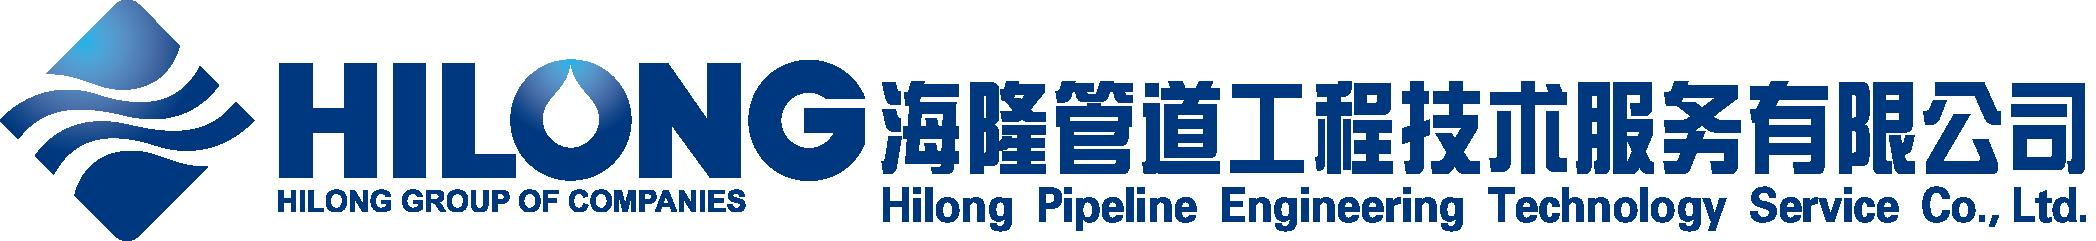 HILONG
HILONG GROUP OF COMPANIES
海隆管道工程技术服务有限公司
Hilong Pipeline Engineering Technology Service Co., Ltd.